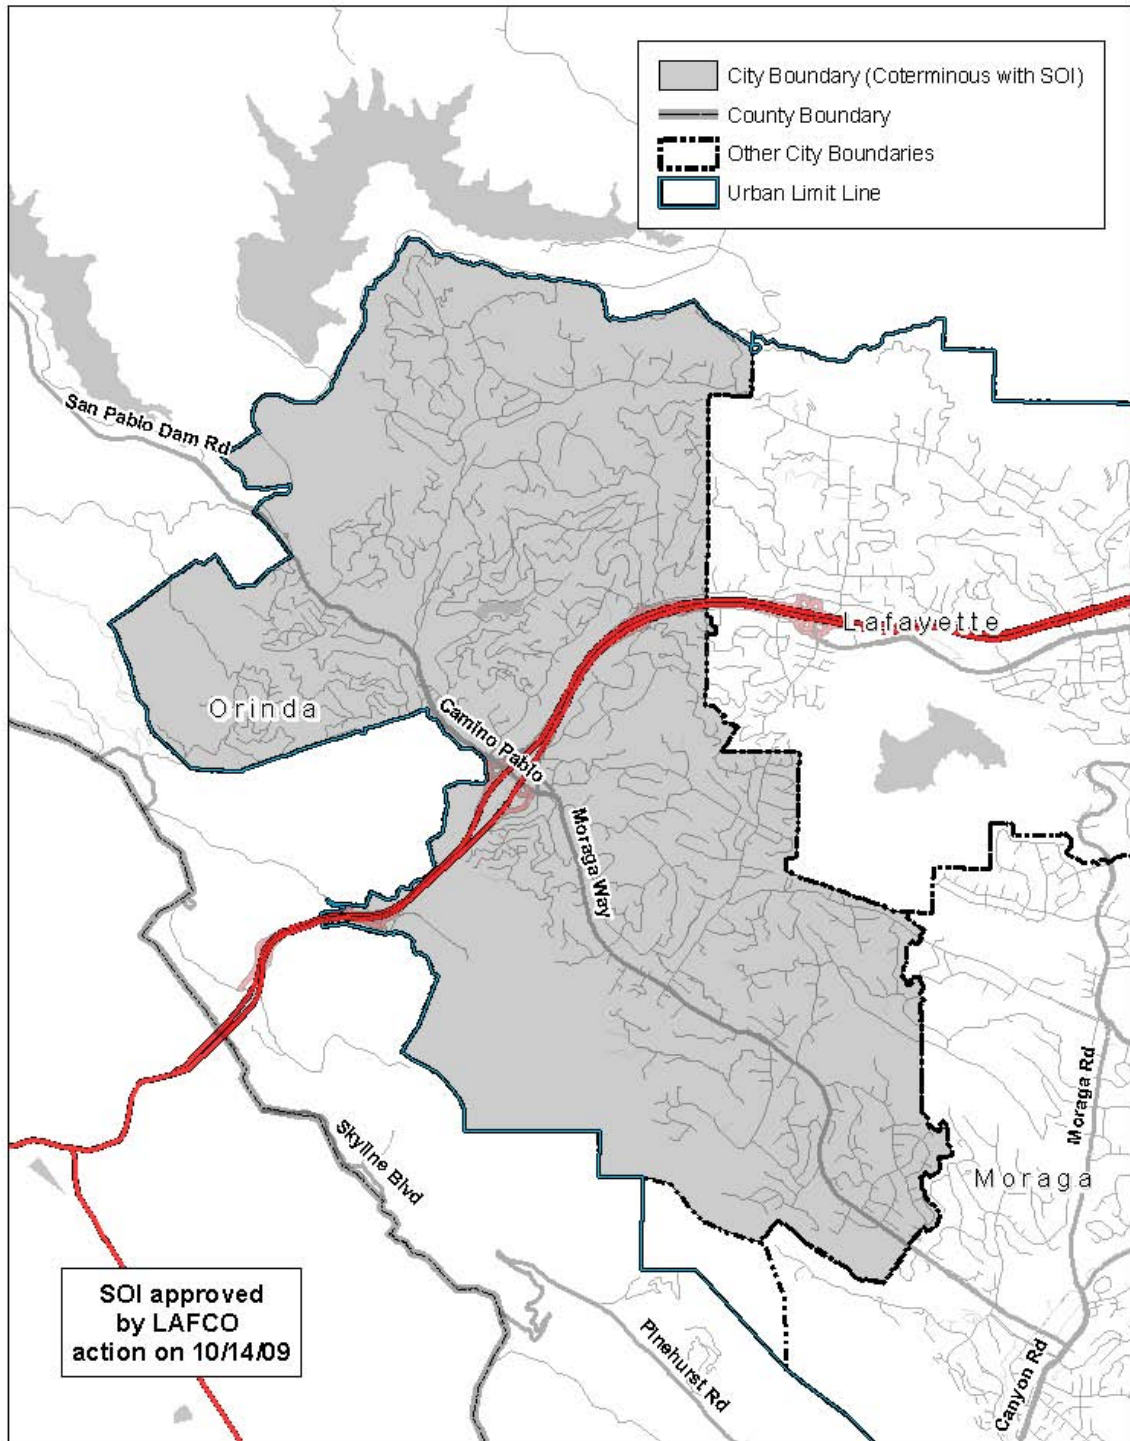 City Boundary (Coterminous with SOI)
County Boundary
Other City Boundaries
Urban Limit Line
San Pablo Dam Rd
Lafayette
Orinda
Camino Pablo
Moraga Way
Moraga Rd
Skyline Blvd
Moraga
SOI approved
by LAFCO
action on 10/14/09
Pinehurst Rd
Canyon Rd